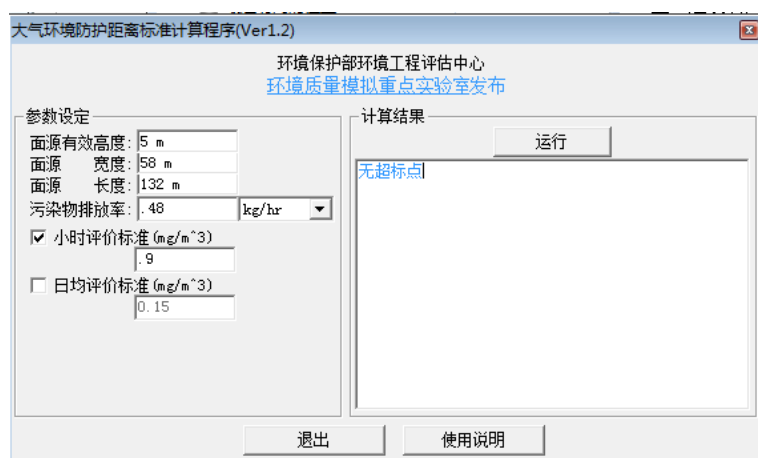 大气环境防护距离标准计算程序(Ver1.2)
环境保护部环境工程评估中心
环境质量模拟重点实验室发布
参数设定
面源有效高度: 5 m
面源 宽度: 58 m
面源 长度: 132 m
污染物排放率: .48 kg/hr
小时评价标准(mg/m^3)
.9
日均评价标准(mg/m^3)
0.15
计算结果
运行
无超标点
退出
使用说明